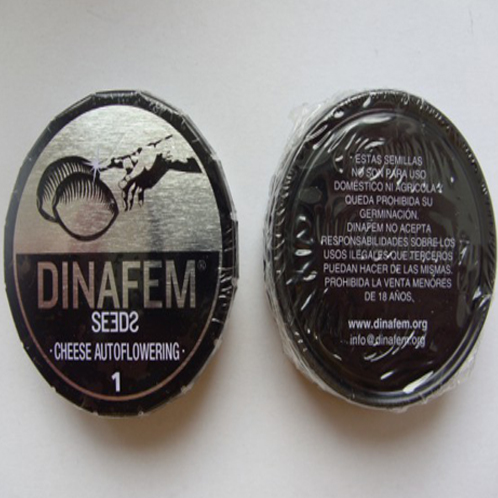 DINAFEM®
SEEDS
· CHEESE AUTOFLOWERING ·
1
ESTAS SEMILLAS
NO SON PARA USO
DOMÉSTICO NI AGRICOLA Z
QUEDA PROHIBIDA SU
GERMINACIÓN.
DINAFEM NO ACEPTA
RESPONSABILIDADES SOBRE LOS
USOS ILEGALES QUE TERCEROS
PUEDAN HACER DE LAS MISMAS.
PROHIBIDA LA VENTA MENORES
DE 18 AÑOS.
www.dinafem.org
info@dinafem.org